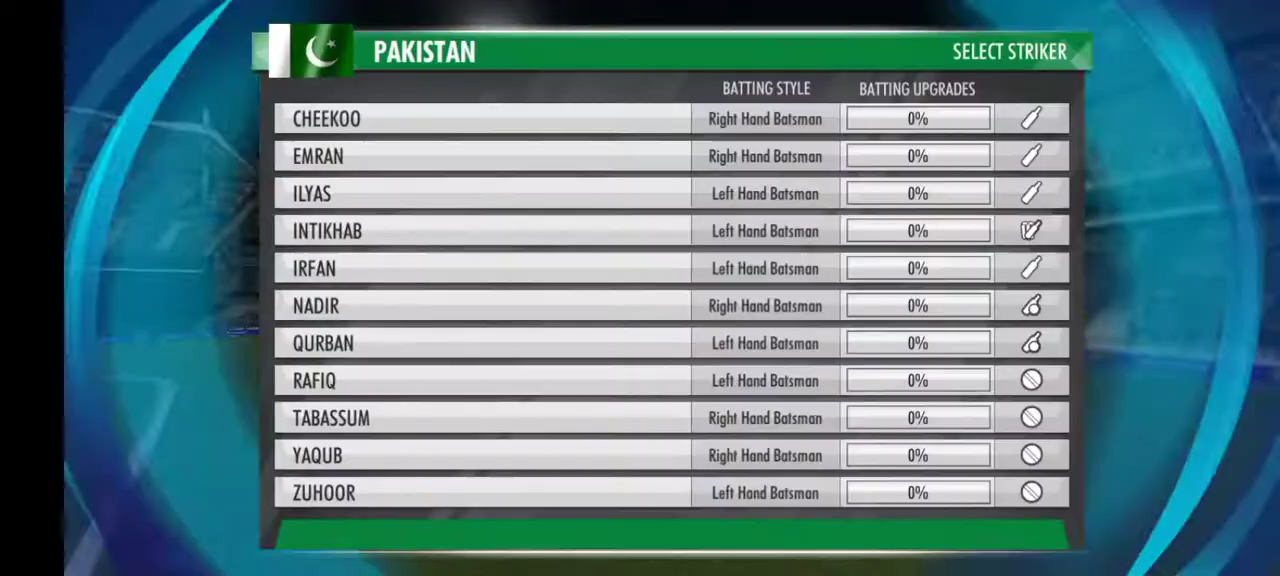 PAKISTAN SELECT STRIKER
BATTING STYLE BATTING UPGRADES
CHEEKOO Right Hand Batsman 0%
EMRAN Right Hand Batsman 0%
ILYAS Left Hand Batsman 0%
INTIKHAB Left Hand Batsman 0%
IRFAN Left Hand Batsman 0%
NADIR Right Hand Batsman 0%
QURBAN Left Hand Batsman 0%
RAFIQ Left Hand Batsman 0%
TABASSUM Right Hand Batsman 0%
YAQUB Right Hand Batsman 0%
ZUHOOR Left Hand Batsman 0%